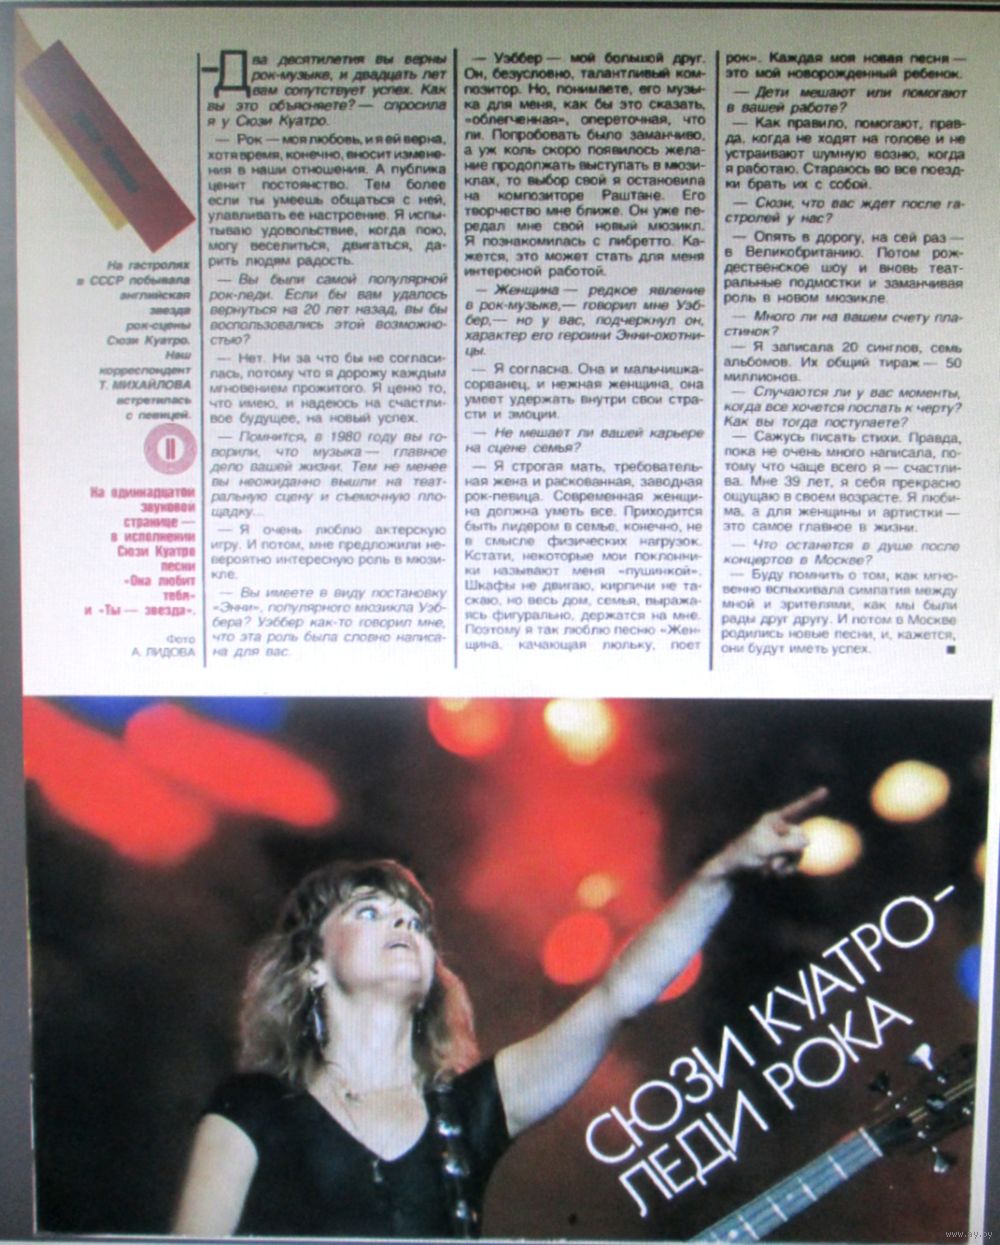 На гастролях
в СССР побывала
английская
звезда
рок-сцены
Сюзи Куатро.
Наш
корреспондент
Т. МИХАЙЛОВА
встретилась
с певицей.
11
На одиннадцатой
звуковой
странице —
в исполнении
Сюзи Куатро
песни
«Она любит
тебя»
и «Ты — звезда».
Фото
А. ЛИДОВА
— Два десятилетия вы верны
рок-музыке, и двадцать лет
вам сопутствует успех. Как
вы это объясняете? — спросила
я у Сюзи Куатро.
— Рок — моя любовь, и я ей верна,
хотя время, конечно, вносит измене-
ния в наши отношения. А публика
ценит постоянство. Тем более
если ты умеешь общаться с ней,
улавливать ее настроение. Я испы-
тываю удовольствие, когда пою,
могу веселиться, двигаться, да-
рить людям радость.
— Вы были самой популярной
рок-леди. Если бы вам удалось
вернуться на 20 лет назад, вы бы
воспользовались этой возможно-
стью?
— Нет. Ни за что бы не согласи-
лась, потому что я дорожу каждым
мгновением прожитого. Я ценю то,
что имею, и надеюсь на счастли-
вое будущее, на новый успех.
— Помнится, в 1980 году вы го-
ворили, что музыка — главное
дело вашей жизни. Тем не менее
вы неожиданно вышли на теат-
ральную сцену и съемочную пло-
щадку...
— Я очень люблю актерскую
игру. И потом, мне предложили не-
вероятно интересную роль в мюзи-
кле.
— Вы имеете в виду постановку
«Энни», популярного мюзикла Уэб-
бера? Уэббер как-то говорил мне,
что эта роль была словно написа-
на для вас.
— Уэббер — мой большой друг.
Он, безусловно, талантливый ком-
позитор. Но, понимаете, его музы-
ка для меня, как бы это сказать,
«облегченная», опереточная, что
ли. Попробовать было заманчиво,
а уж коль скоро появилось жела-
ние продолжать выступать в мюзи-
клах, то выбор свой я остановила
на композиторе Раштане. Его
творчество мне ближе. Он уже пе-
редал мне свой новый мюзикл.
Я познакомилась с либретто. Ка-
жется, это может стать для меня
интересной работой.
— Женщина — редкое явление
в рок-музыке, — говорил мне Уэб-
бер, — но у вас, подчеркнул он,
характер его героини Энни-охотни-
цы.
— Я согласна. Она и мальчишка-
сорванец, и нежная женщина, она
умеет удержать внутри свои стра-
сти и эмоции.
— Не мешает ли вашей карьере
на сцене семья?
— Я строгая мать, требователь-
ная жена и раскованная, заводная
рок-певица. Современная женщи-
на должна уметь все. Приходится
быть лидером в семье, конечно, не
в смысле физических нагрузок.
Кстати, некоторые мои поклонни-
ки называют меня «пушинкой».
Шкафы не двигаю, кирпичи не та-
скаю, но весь дом, семья, выража-
ясь фигурально, держатся на мне.
Поэтому я так люблю песню «Жен-
щина, качающая люльку, поет
рок». Каждая моя новая песня —
это мой новорожденный ребенок.
— Дети мешают или помогают
в вашей работе?
— Как правило, помогают, прав-
да, когда не ходят на голове и не
устраивают шумную возню, когда
я работаю. Стараюсь во все поезд-
ки брать их с собой.
— Сюзи, что вас ждет после га-
стролей у нас?
— Опять в дорогу, на сей раз —
в Великобританию. Потом рож-
дественское шоу и вновь теат-
ральные подмостки и заманчивая
роль в новом мюзикле.
— Много ли на вашем счету пла-
стинок?
— Я записала 20 синглов, семь
альбомов. Их общий тираж — 50
миллионов.
— Случаются ли у вас моменты,
когда все хочется послать к черту?
Как вы тогда поступаете?
— Сажусь писать стихи. Правда,
пока не очень много написала, по-
тому что чаще всего я — счастли-
ва. Мне 39 лет, я себя прекрасно
ощущаю в своем возрасте. Я люби-
ма, а для женщины и артистки —
это самое главное в жизни.
— Что останется в душе после
концертов в Москве?
— Буду помнить о том, как мгно-
венно вспыхивала симпатия между
мной и зрителями, как мы были
рады друг другу. И потом в Москве
родились новые песни, и, кажется,
они будут иметь успех.
СЮЗИ КУАТРО-
ЛЕДИ РОКА
www.ay.by